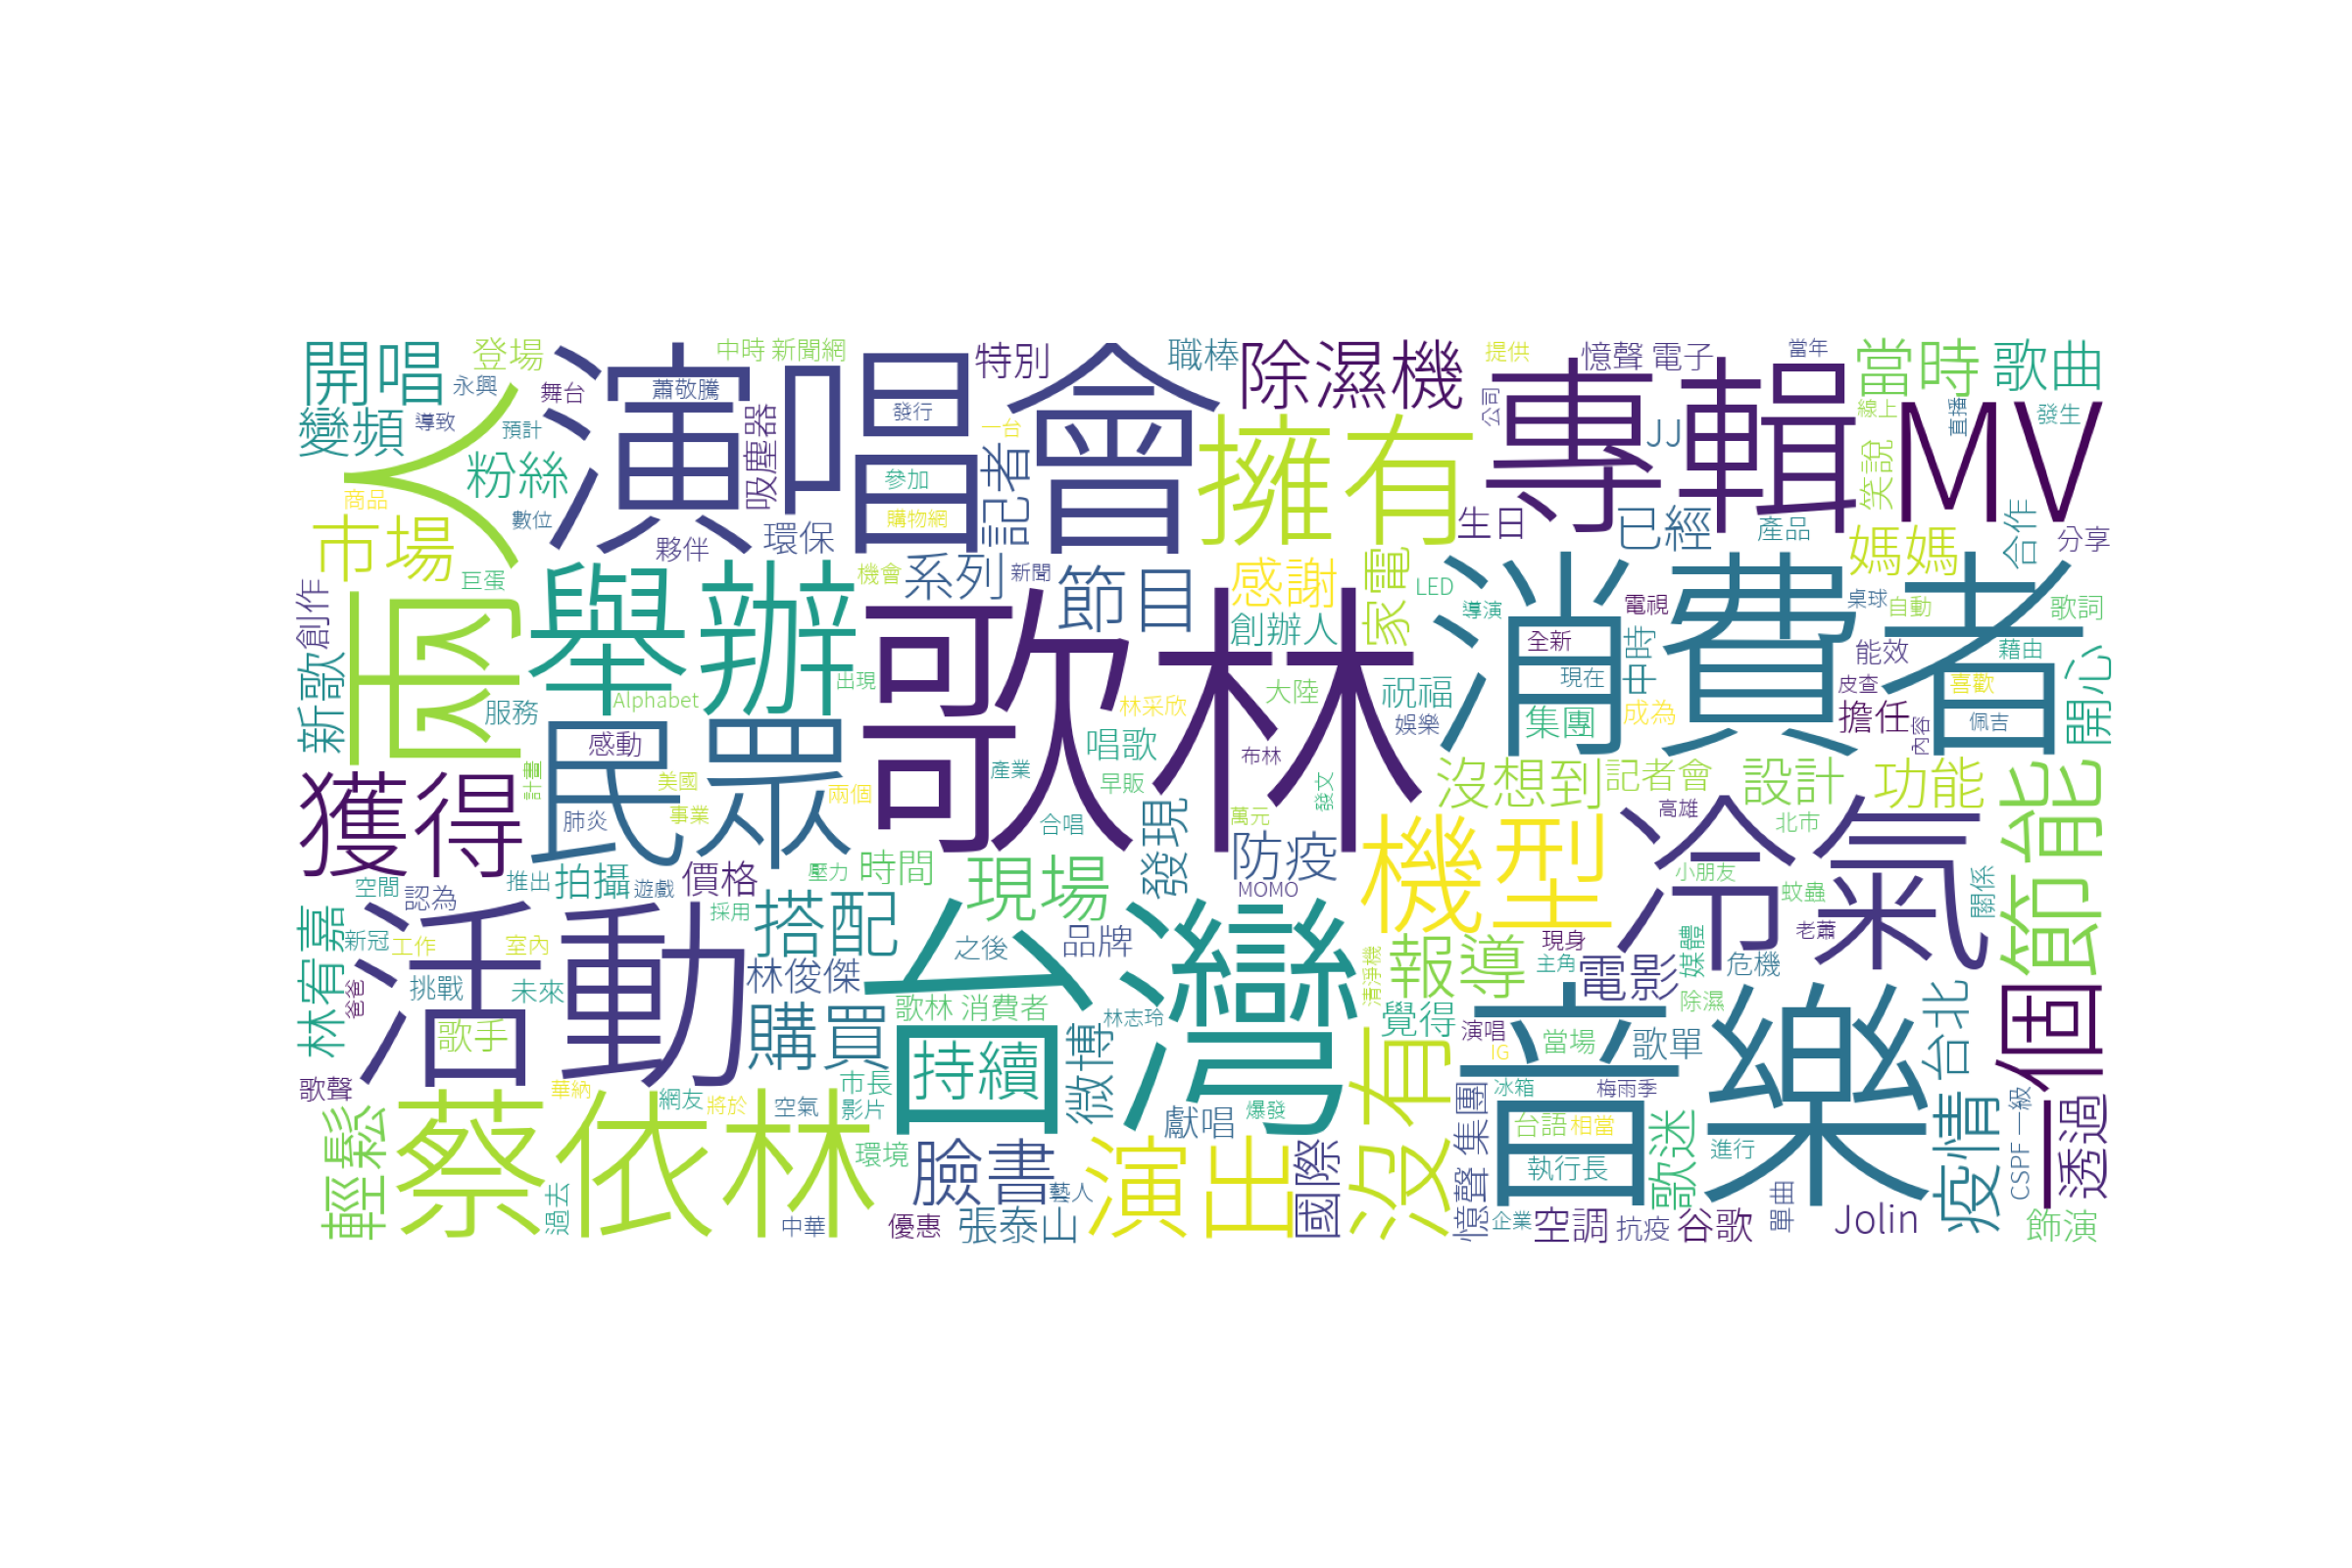 開唱
登場
永興
中時 新聞網
舞台
蕭敬騰
演唱會
發行
特別
職棒
除濕機
提供
憶聲 電子
當年
當時
歌曲
變頻
導致
預計
兩人
吸塵器
一台
記者
擁有
公司
專輯
JJ
線上
直播
發生
MV
粉絲
商品
數位
參加
購物網
生日
已經
產品
笑說
合作
分享
市場
夥伴
環保
巨蛋
機會
系列
新聞
節目
感謝
家電
LED
導演
消費者
媽媽
電視
桌球
自動
歌詞
創作
舉辦
創辦人
全新
中時
能效
藉由
新歌
服務
Alphabet
出現
歌林
林采欣
大陸
祝福
現在
皮查
喜歡
開心
娛樂
集團
成為
擔任
內容
佩吉
民眾
感動
唱歌
布林
計畫
美國
產業
早販
發文
沒想到
記者會
設計
功能
獲得
事業
兩個
肺炎
合唱
萬元
高雄
北市
節能
發現
防疫
機型
冷氣
空間
認為
推出
拍攝
遊戲
價格
壓力
時間
現場
MOMO
小朋友
蚊蟲
關係
林宥嘉
新冠
工作
室內
活動
採用
搭配
台灣
之後
品牌
清淨機
報導
現身
主角
電影
媒體
危機
老蕭
爸爸
挑戰
未來
林俊傑
歌林 消費者
林志玲
覺得
演唱
IG
當場
歌單
除濕
台北
一個
歌手
購買
持續
微博
沒有
音樂
歌聲
華納
網友
將於
空氣
市長
影片
獻唱
爆發
冰箱
梅雨季
疫情
CSPF 一級
透過
輕鬆
蔡依林
環境
臉書
藝人
演出
國際
憶聲 集團
台語
相當
執行長
歌迷
進行
過去
中華
優惠
張泰山
企業
空調
抗疫
谷歌
單曲
Jolin
飾演